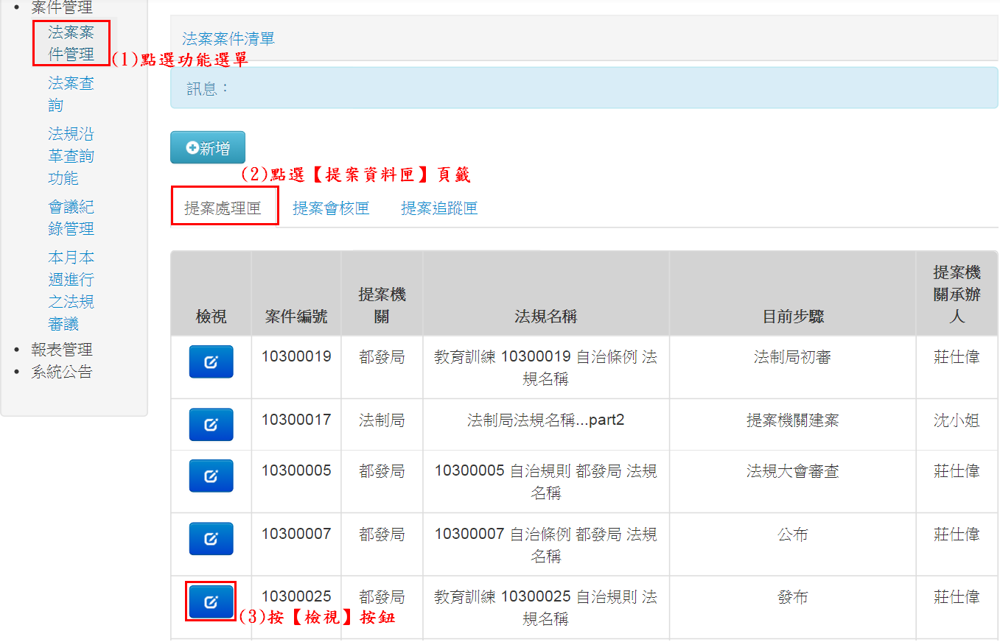 案件管理
法案案
件管理
(1)點選功能選單
法案查
詢
法規沿
革查詢
功能
會議紀
錄管理
本月本
週進行
之法規
審議
報表管理
系統公告
法案案件清單
訊息：
新增
(2)點選【提案資料匣】頁籤
提案處理匣 提案會核匣 提案追蹤匣
檢視 案件編號 提案機關 法規名稱 目前步驟 提案機關承辦人
10300019 都發局 教育訓練 10300019 自治條例 法 法制局初審 莊仕偉
規名稱
10300017 法制局 法制局法規名稱...part2 提案機關建案 沈小姐
10300005 都發局 10300005 自治規則 都發局 法規 法規大會審查 莊仕偉
名稱
10300007 都發局 10300007 自治條例 都發局 法規 公布 莊仕偉
名稱
10300025 都發局 教育訓練 10300025 自治規則 法 發布 莊仕偉
規名稱
(3)按【檢視】按鈕